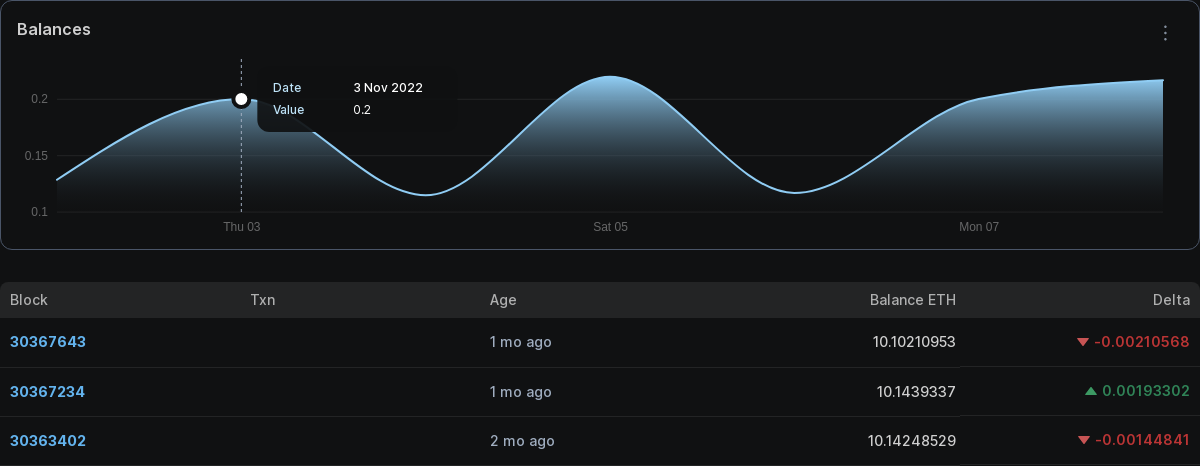 Balances
Date 3 Nov 2022
Value 0.2
0.2
0.15
0.1
Thu 03 Sat 05 Mon 07
Block Txn Age Balance ETH Delta
30367643 1 mo ago 10.10210953 -0.00210568
30367234 1 mo ago 10.1439337 0.00193302
30363402 2 mo ago 10.14248529 -0.00144841